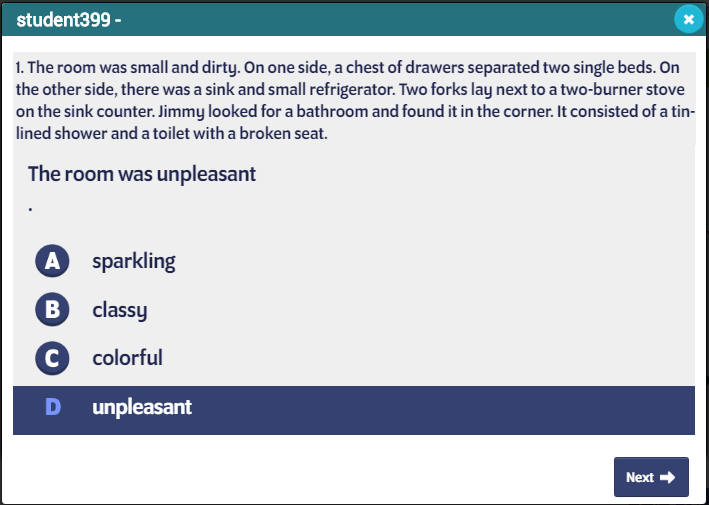 student399 -
1. The room was small and dirty. On one side, a chest of drawers separated two single beds. On
the other side, there was a sink and small refrigerator. Two forks lay next to a two-burner stove
on the sink counter. Jimmy looked for a bathroom and found it in the corner. It consisted of a tin-
lined shower and a toilet with a broken seat.
The room was unpleasant
.
A sparkling
B classy
C colorful
D unpleasant
Next